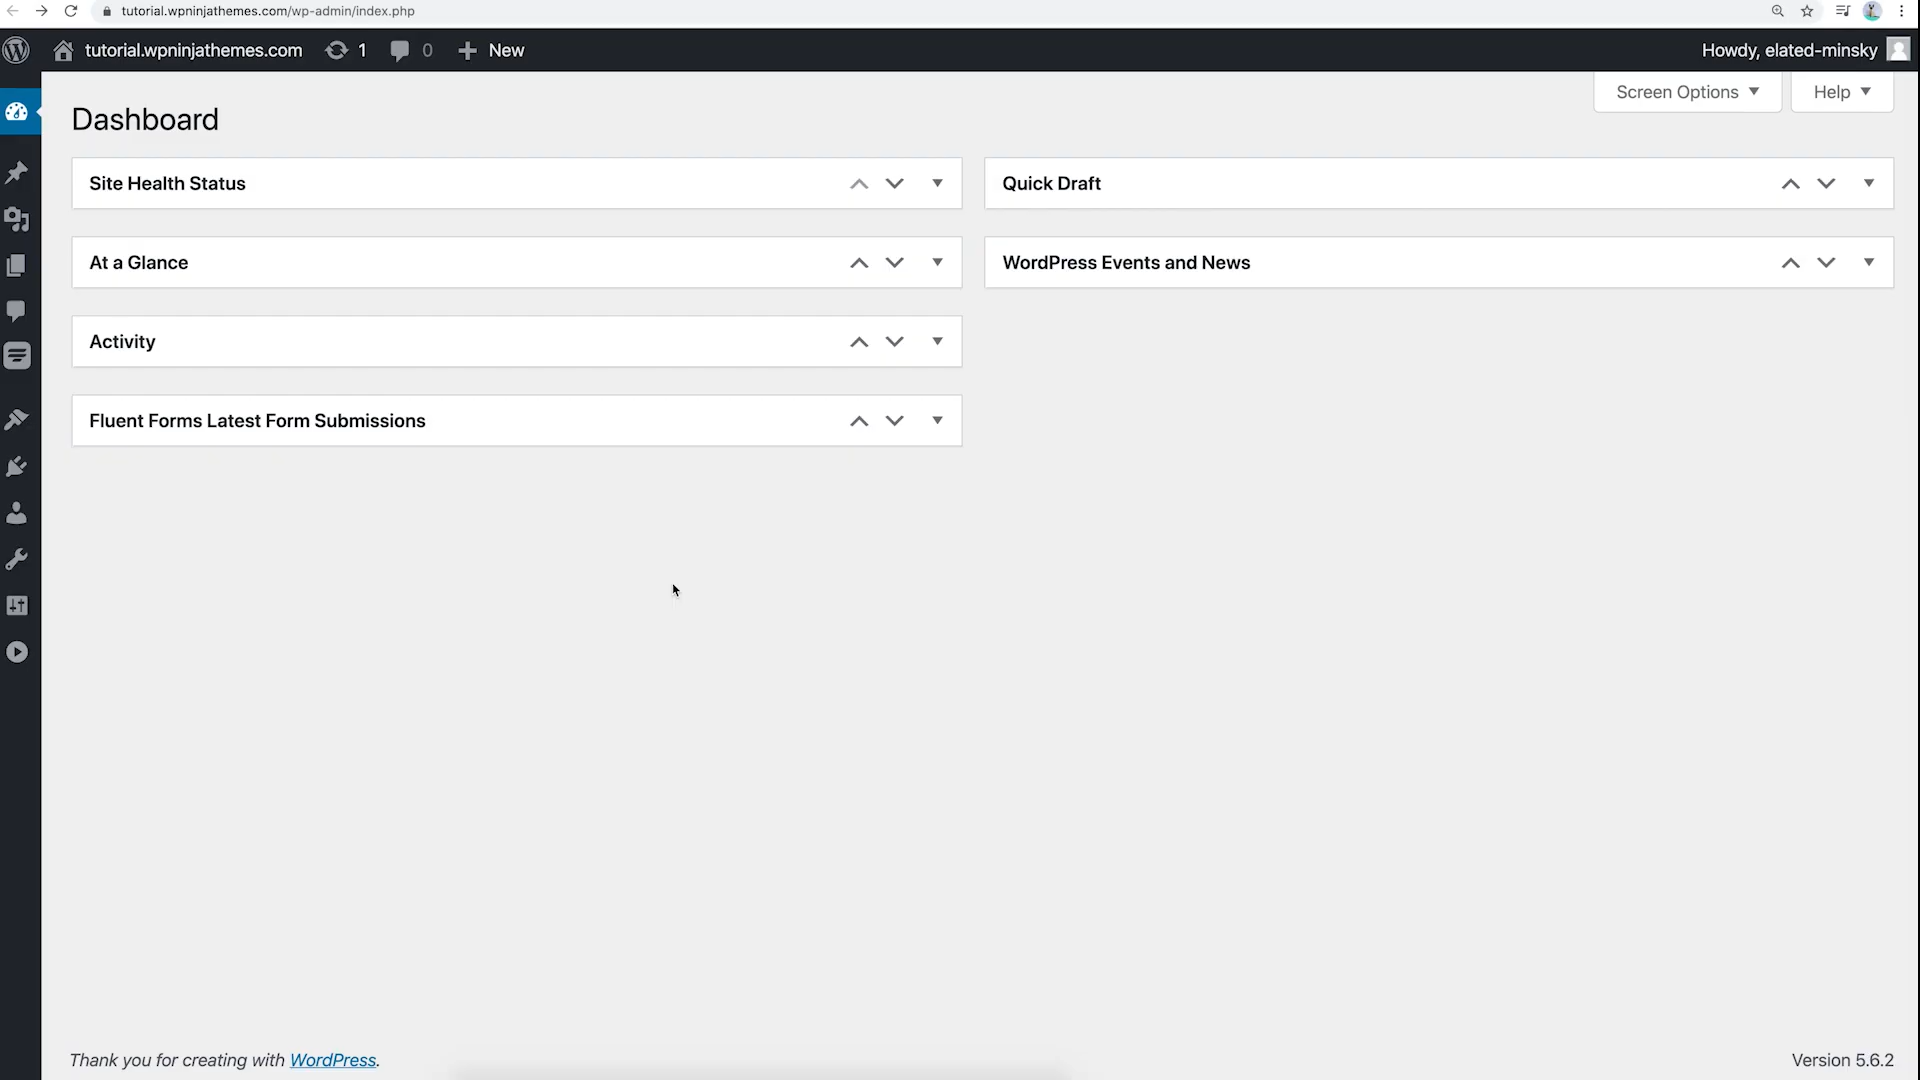 tutorial.wpninjathemes.com/wp-admin/index.php
tutorial.wpninjathemes.com 1 0 New
Howdy, elated-minsky
Screen Options Help
Dashboard
Site Health Status
Quick Draft
At a Glance
WordPress Events and News
Activity
Fluent Forms Latest Form Submissions
Thank you for creating with WordPress.
Version 5.6.2